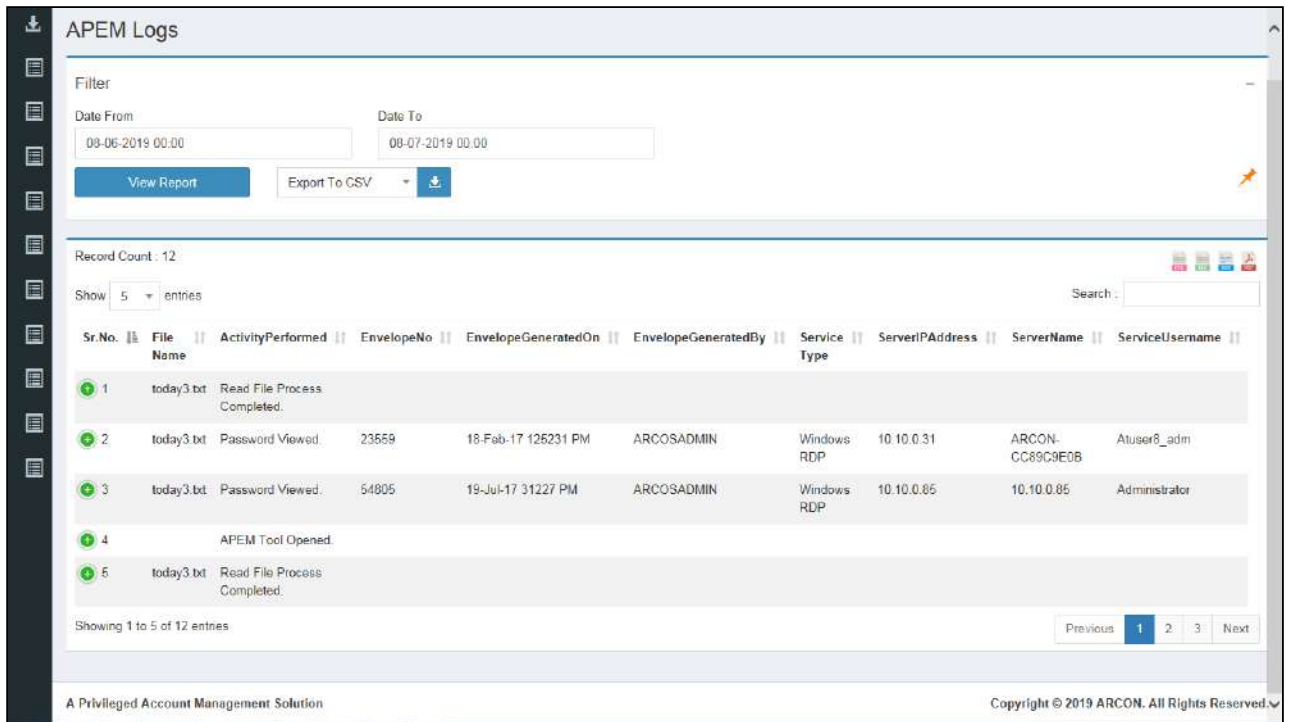 APEM Logs
Filter
Date From Date To
08-06-2019 00:00 08-07-2019 00:00
View Report Export To CSV
Record Count : 12
Show 5 entries Search :
Sr.No. File Name ActivityPerformed EnvelopeNo EnvelopeGeneratedOn EnvelopeGeneratedBy Service Type ServerIPAddress ServerName ServiceUsername
1 today3.txt Read File Process
Completed.
2 today3.txt Password Viewed. 23559 18-Feb-17 125231 PM ARCOSADMIN Windows RDP 10.10.0.31 ARCON-CC89C9E0B Atuser8_adm
3 today3.txt Password Viewed. 54805 19-Jul-17 31227 PM ARCOSADMIN Windows RDP 10.10.0.85 10.10.0.85 Administrator
4 APEM Tool Opened.
5 today3.txt Read File Process
Completed.
Showing 1 to 5 of 12 entries Previous 1 2 3 Next
A Privileged Account Management Solution Copyright © 2019 ARCON. All Rights Reserved.